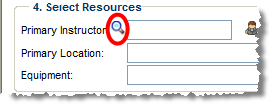 4. Select Resources
Primary Instructor
Primary Location:
Equipment: